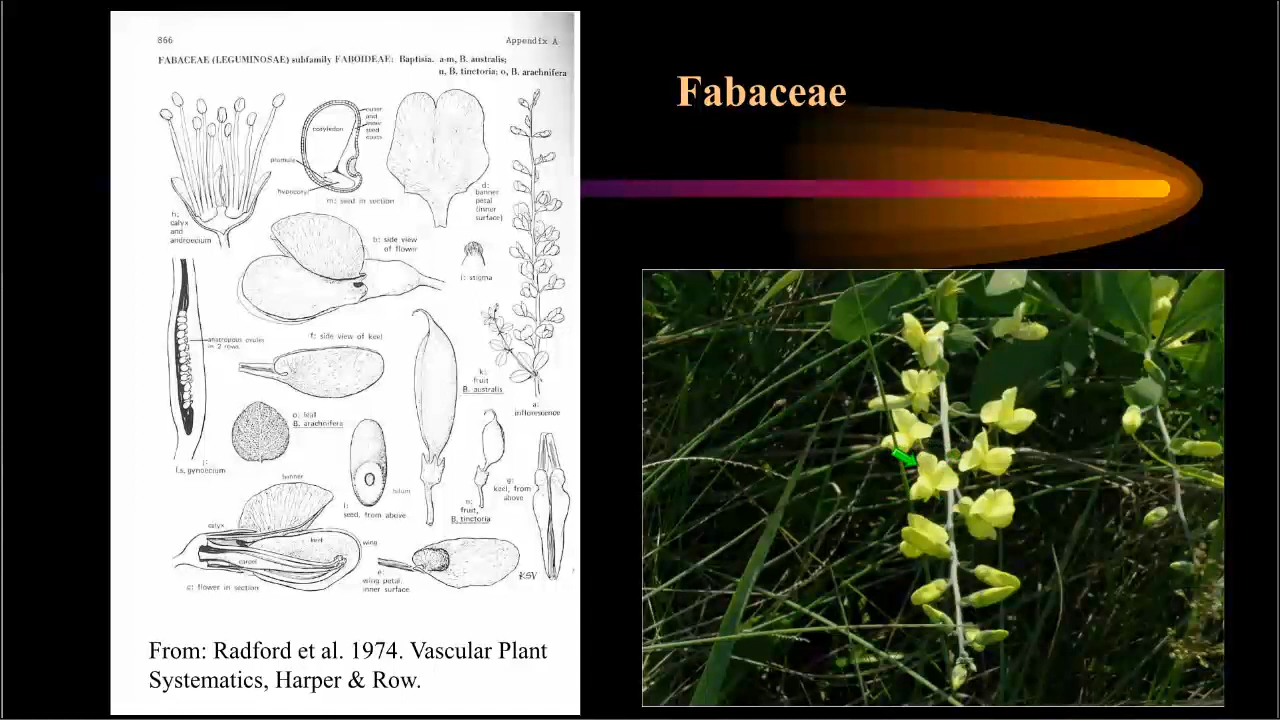 866
Appendix A
FABACEAE (LEGUMINOSAE) subfamily FABOIDEAE: Baptisia. a-m, B. australis;
n, B. tinctoria; o, B. arachnifera
Fabaceae
outer
and
inner
seed
coats
cotyledon
plumule
hypocotyl
m: seed in section
d:
banner
petal
(inner
surface)
h:
calyx
and
androecium
b: side view
of flower
i: stigma
f: side view of keel
anatropous ovules
in 2 rows
k:
fruit
B. australis
a:
inflorescence
o: leaf
B. arachnifera
j:
l.s. gynoecium
hilum
l:
seed, from above
g:
keel, from
above
n:
fruit,
B. tinctoria
banner
calyx
keel
wing
carpel
c: flower in section
e:
wing petal,
inner surface
KSV
From: Radford et al. 1974. Vascular Plant
Systematics, Harper & Row.